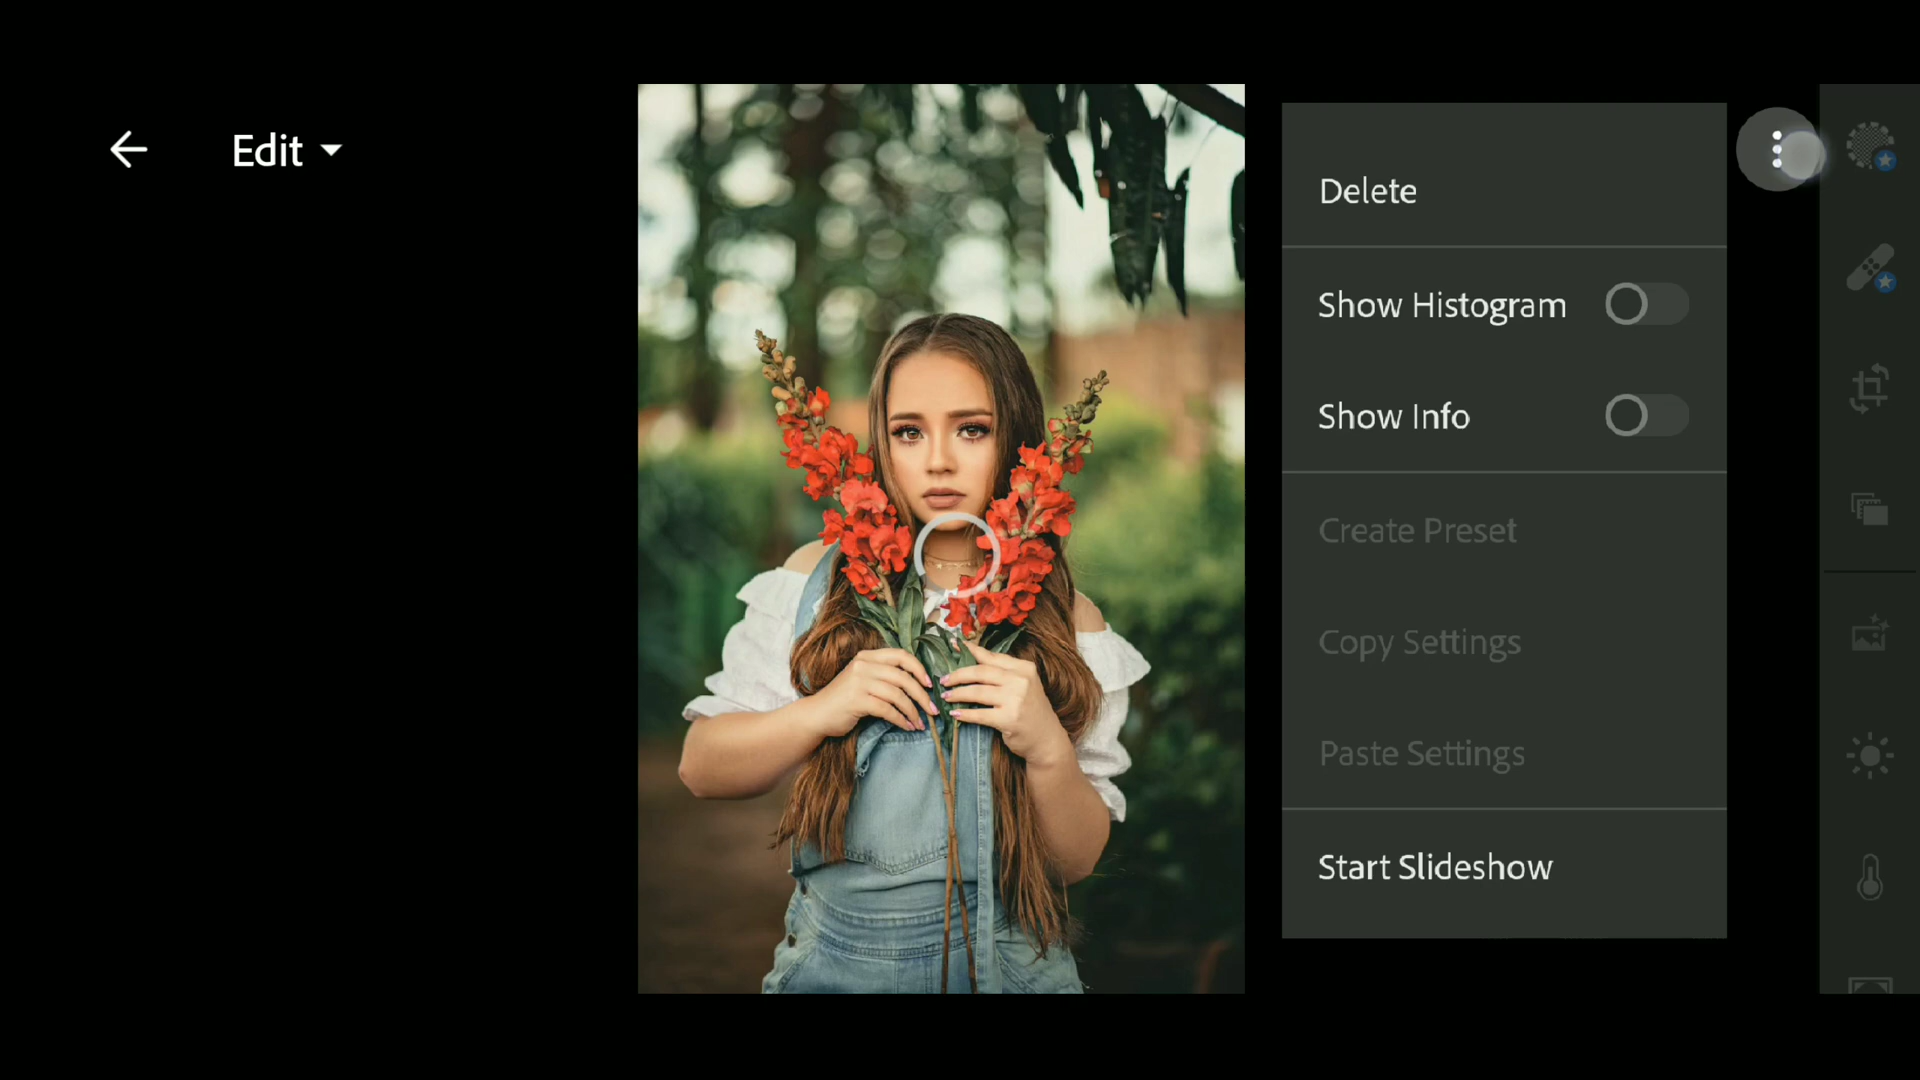 Edit
Delete
Show Histogram
Show Info
Create Preset
Copy Settings
Paste Settings
Start Slideshow